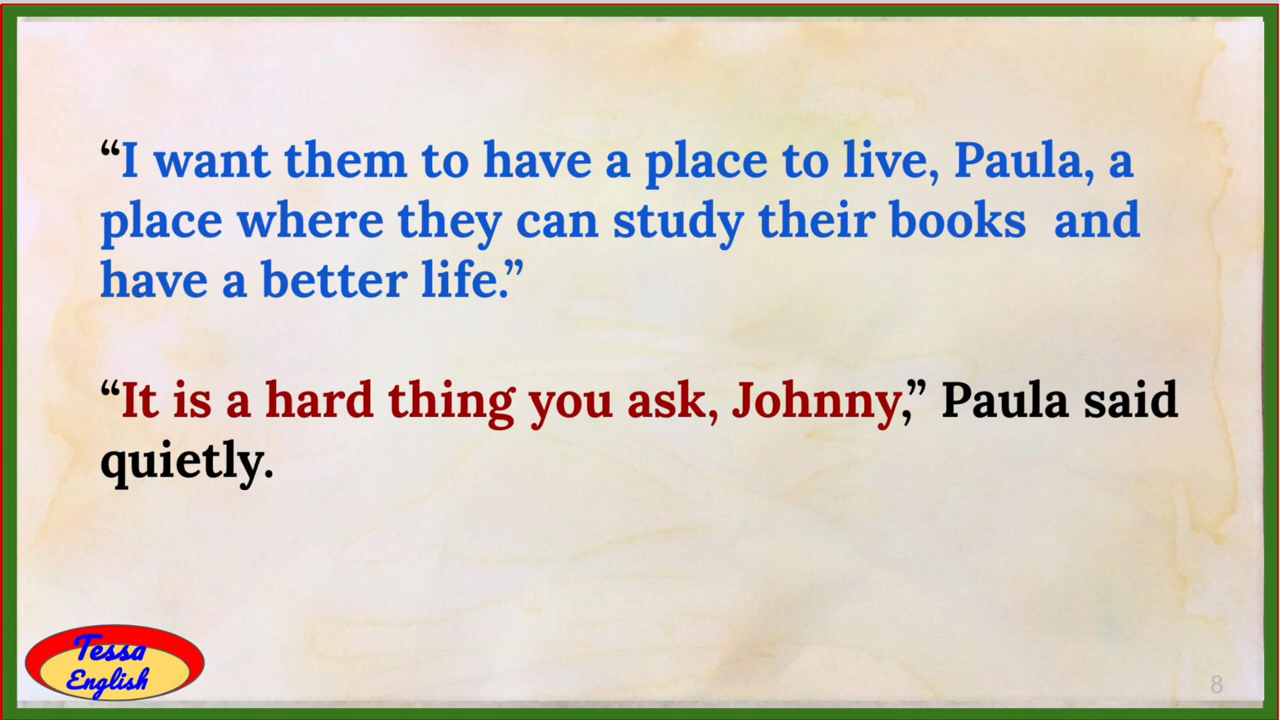 “I want them to have a place to live, Paula, a
place where they can study their books  and
have a better life.”
“It is a hard thing you ask, Johnny,” Paula said
quietly.
Tessa
English
8